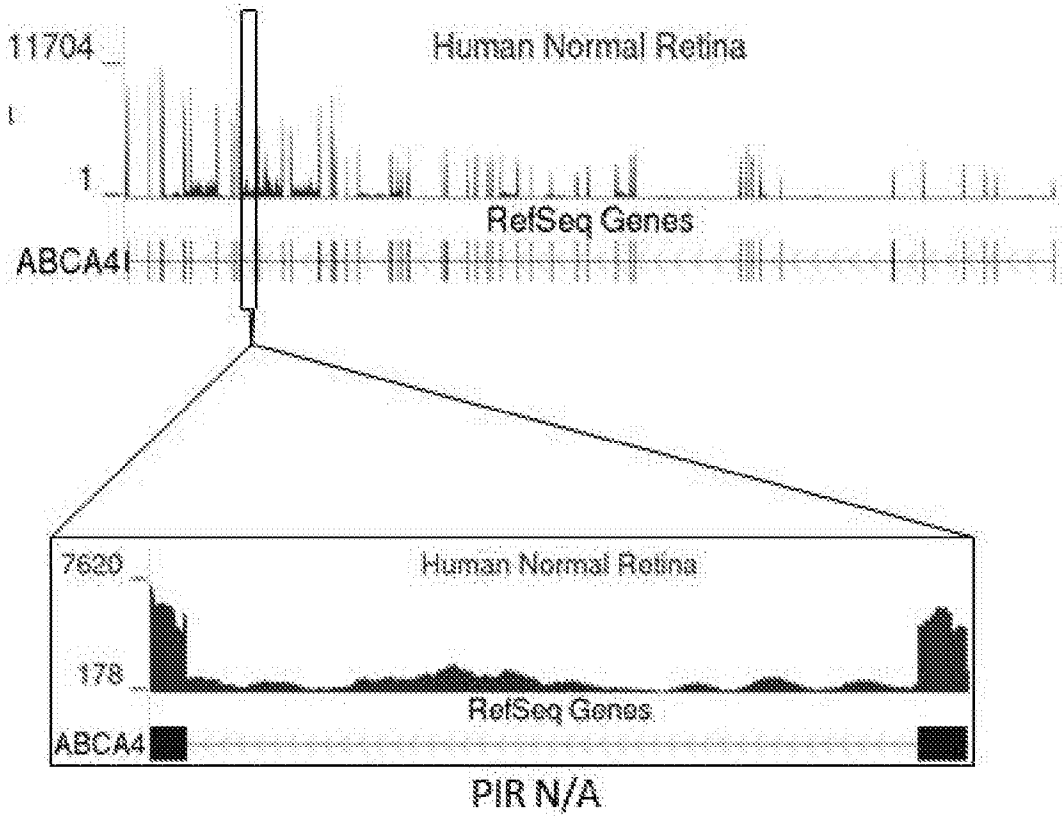 11704
Human Normal Retina
1
RefSeq Genes
ABCA4
7620
Human Normal Retina
178
RefSeq Genes
ABCA4
PIR N/A